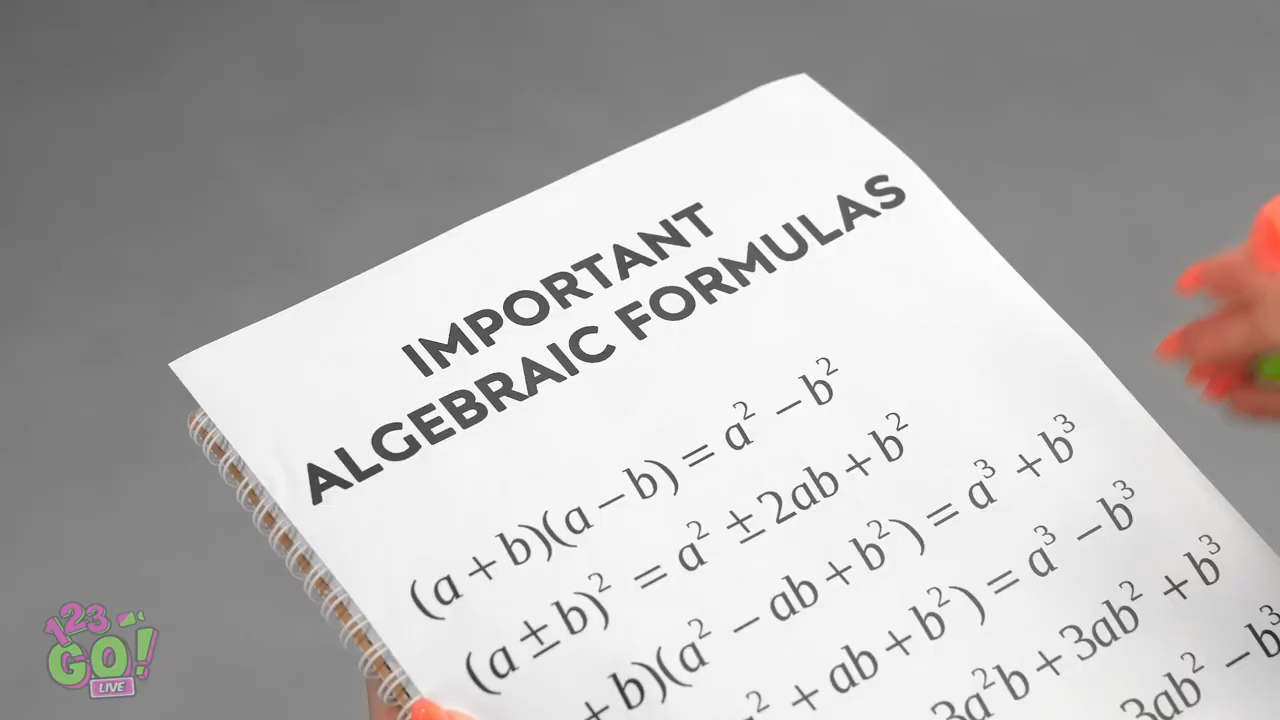 IMPORTANT
ALGEBRAIC FORMULAS
(a + b)(a − b) = a² − b²
(a ± b)² = a² ± 2ab + b²
+ b)(a² − ab + b²) = a³ + b³
² + ab + b²) = a³ − b³
3a²b + 3ab² + b³
3ab² − b³
123
GO!
LIVE